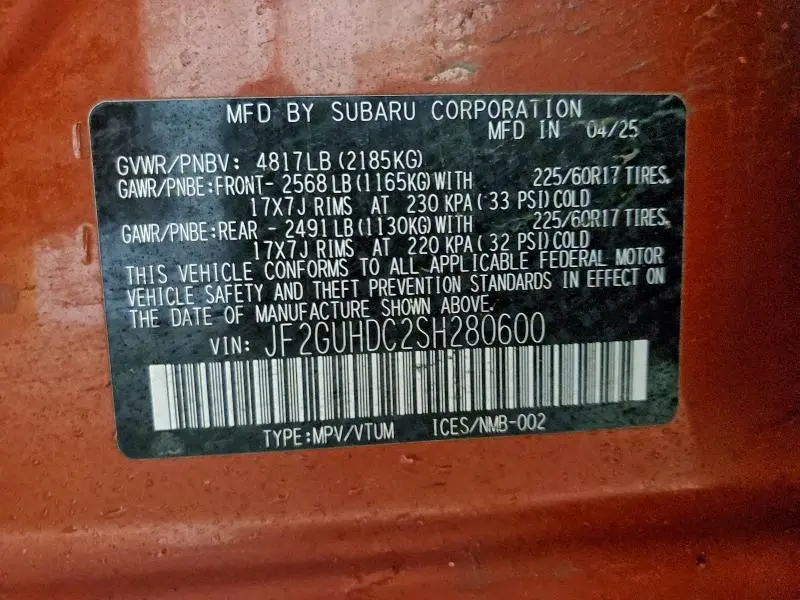 MFD BY SUBARU CORPORATION
MFD IN 04/25
GVWR/PNBV: 4817LB (2185KG)
GAWR/PNBE:FRONT- 2568 LB (1165KG) WITH 225/60R17 TIRES,
17X7J RIMS AT 230 KPA ( 33 PSI) COLD
GAWR/PNBE:REAR - 2491 LB (1130KG) WITH 225/60R17 TIRES,
17X7J RIMS AT 220 KPA ( 32 PSI) COLD
THIS VEHICLE CONFORMS TO ALL APPLICABLE FEDERAL MOTOR
VEHICLE SAFETY AND THEFT PREVENTION STANDARDS IN EFFECT ON
THE DATE OF MANUFACTURE SHOWN ABOVE.
VIN: JF2GUHDC2SH280600
TYPE:MPV/VTUM ICES/NMB-002